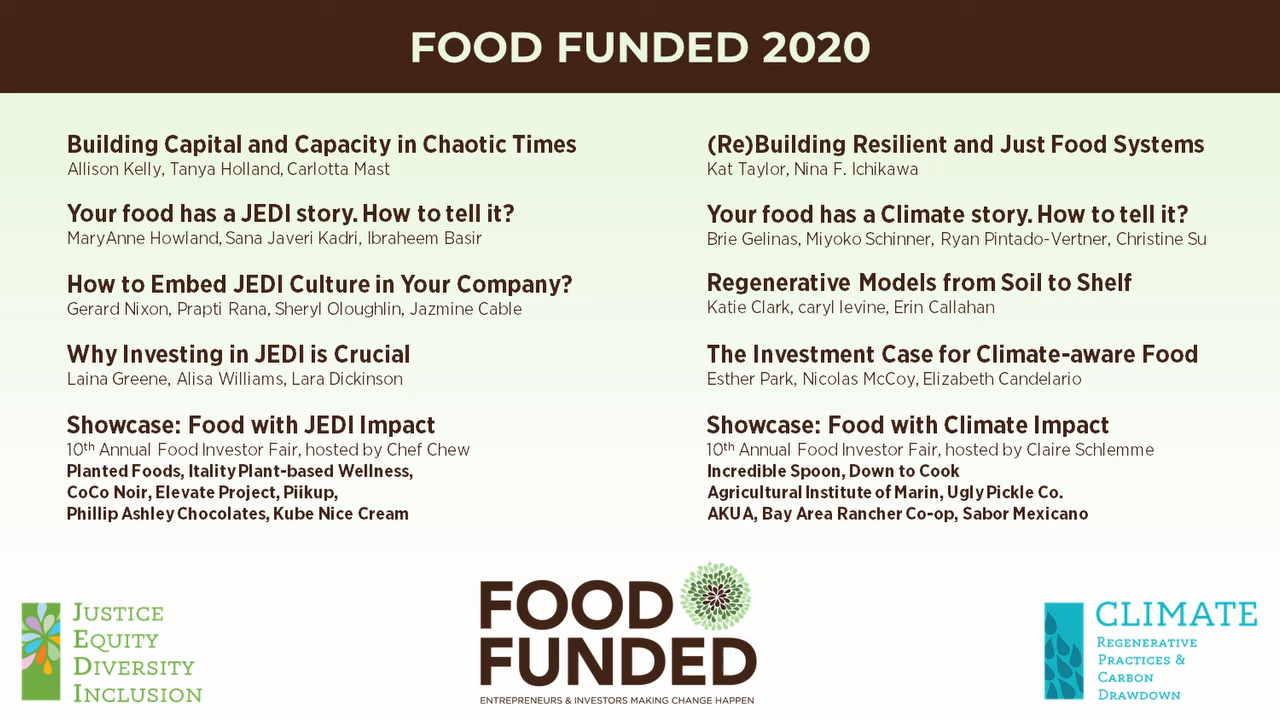 FOOD FUNDED 2020
Building Capital and Capacity in Chaotic Times
Allison Kelly, Tanya Holland, Carlotta Mast
Your food has a JEDI story. How to tell it?
MaryAnne Howland, Sana Javeri Kadri, Ibraheem Basir
How to Embed JEDI Culture in Your Company?
Gerard Nixon, Prapti Rana, Sheryl Oloughlin, Jazmine Cable
Why Investing in JEDI is Crucial
Laina Greene, Alisa Williams, Lara Dickinson
Showcase: Food with JEDI Impact
10th Annual Food Investor Fair, hosted by Chef Chew
Planted Foods, Itality Plant-based Wellness,
CoCo Noir, Elevate Project, Piikup,
Phillip Ashley Chocolates, Kube Nice Cream
(Re)Building Resilient and Just Food Systems
Kat Taylor, Nina F. Ichikawa
Your food has a Climate story. How to tell it?
Brie Gelinas, Miyoko Schinner, Ryan Pintado-Vertner, Christine Su
Regenerative Models from Soil to Shelf
Katie Clark, caryl levine, Erin Callahan
The Investment Case for Climate-aware Food
Esther Park, Nicolas McCoy, Elizabeth Candelario
Showcase: Food with Climate Impact
10th Annual Food Investor Fair, hosted by Claire Schlemme
Incredible Spoon, Down to Cook
Agricultural Institute of Marin, Ugly Pickle Co.
AKUA, Bay Area Rancher Co-op, Sabor Mexicano
JUSTICE
EQUITY
DIVERSITY
INCLUSION
FOOD
FUNDED
ENTREPRENEURS & INVESTORS MAKING CHANGE HAPPEN
CLIMATE
REGENERATIVE
PRACTICES &
CARBON
DRAWDOWN